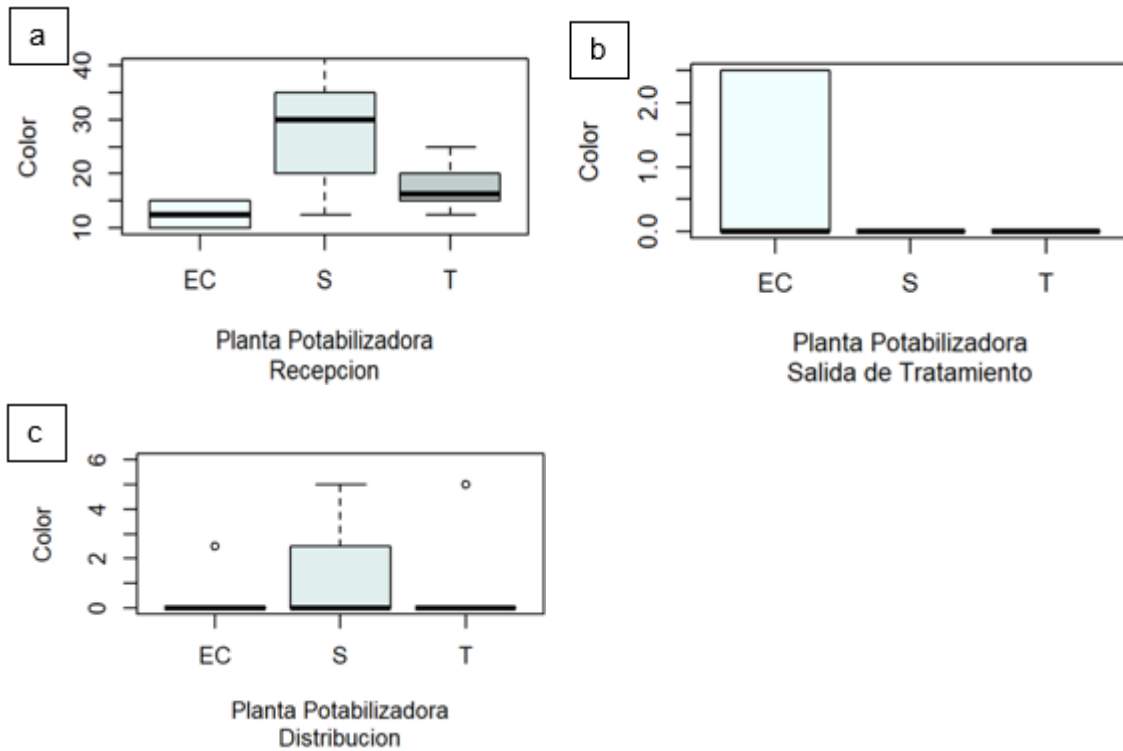 a
40
30
20
10
Color
EC S T
Planta Potabilizadora
Recepcion
b
2.0
1.0
0.0
Color
EC S T
Planta Potabilizadora
Salida de Tratamiento
c
6
4
2
0
Color
EC S T
Planta Potabilizadora
Distribucion